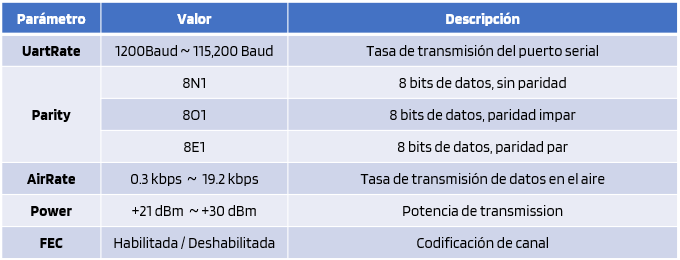 Parámetro Valor Descripción
UartRate 1200Baud ~ 115,200 Baud Tasa de transmisión del puerto serial
Parity 8N1 8 bits de datos, sin paridad
8O1 8 bits de datos, paridad impar
8E1 8 bits de datos, paridad par
AirRate 0.3 kbps ~ 19.2 kbps Tasa de transmisión de datos en el aire
Power +21 dBm ~ +30 dBm Potencia de transmission
FEC Habilitada / Deshabilitada Codificación de canal